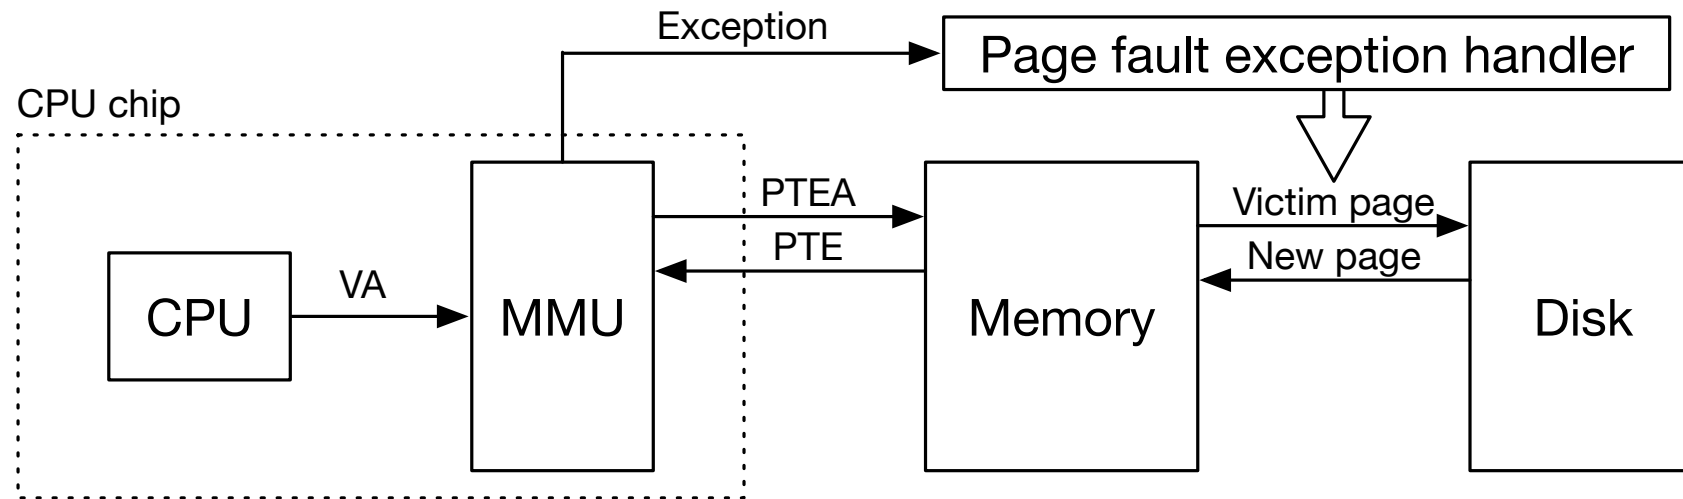 Exception
Page fault exception handler
CPU chip
PTEA
Victim page
PTE
New page
VA
CPU
MMU
Memory
Disk